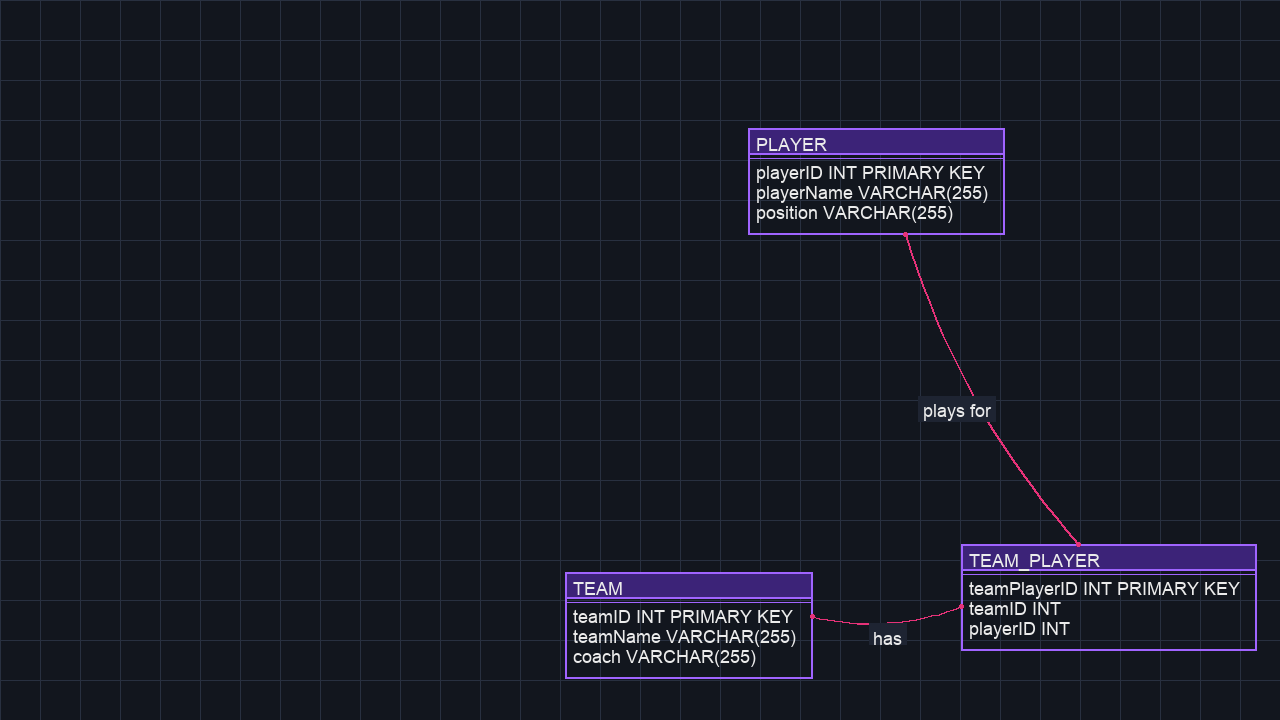 PLAYER
playerID INT PRIMARY KEY
playerName VARCHAR(255)
position VARCHAR(255)
plays for
TEAM_PLAYER
teamPlayerID INT PRIMARY KEY
teamID INT
playerID INT
TEAM
teamID INT PRIMARY KEY
teamName VARCHAR(255)
coach VARCHAR(255)
has